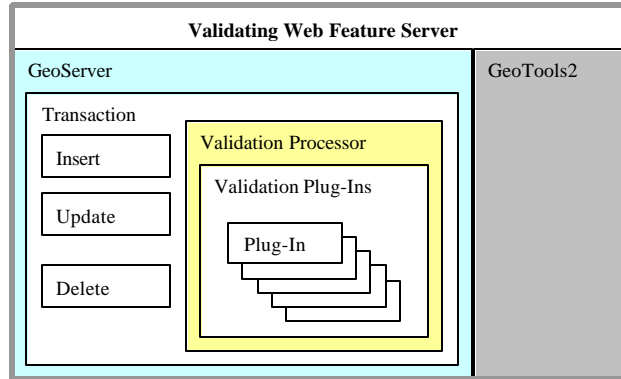 Validating Web Feature Server
GeoServer
GeoTools2
Transaction
Insert
Update
Delete
Validation Processor
Validation Plug-Ins
Plug-In